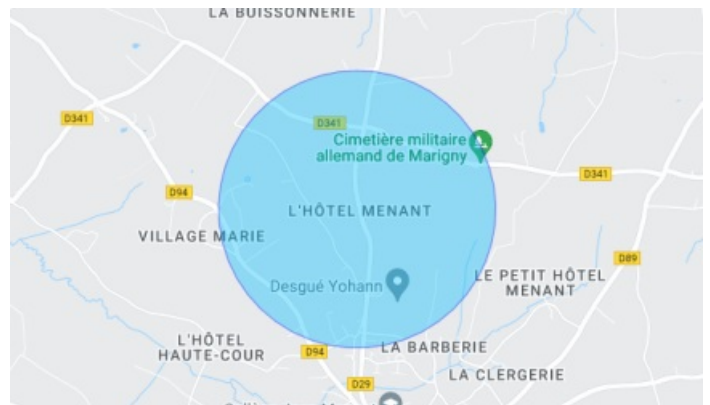 LA BUISSONNERIE
D341
D341
Cimetière militaire
allemand de Marigny
D341
D94
L'HÔTEL MENANT
VILLAGE MARIE
D89
Desgué Yohann
LE PETIT HÔTEL
MENANT
L'HÔTEL
HAUTE-COUR
D94
LA BARBERIE
LA CLERGERIE
D29